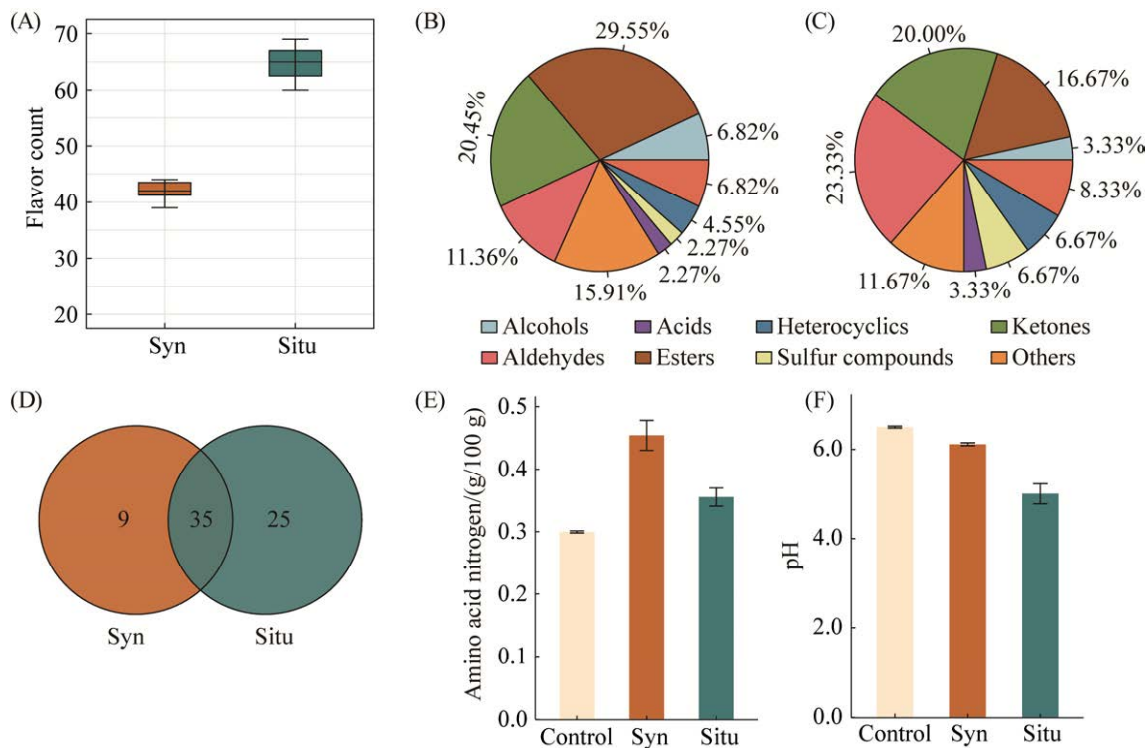 (A)
Flavor count
70
60
50
40
30
20
Syn
Situ
(B)
29.55%
6.82%
6.82%
4.55%
2.27%
2.27%
15.91%
11.36%
20.45%
(C)
20.00%
16.67%
3.33%
8.33%
6.67%
6.67%
3.33%
11.67%
23.33%
Alcohols
Acids
Heterocyclics
Ketones
Aldehydes
Esters
Sulfur compounds
Others
(D)
9
35
25
Syn
Situ
(E)
Amino acid nitrogen/(g/100 g)
0.5
0.4
0.3
0.2
0.1
0.0
Control
Syn
Situ
(F)
pH
6.0
4.0
2.0
0.0
Control
Syn
Situ